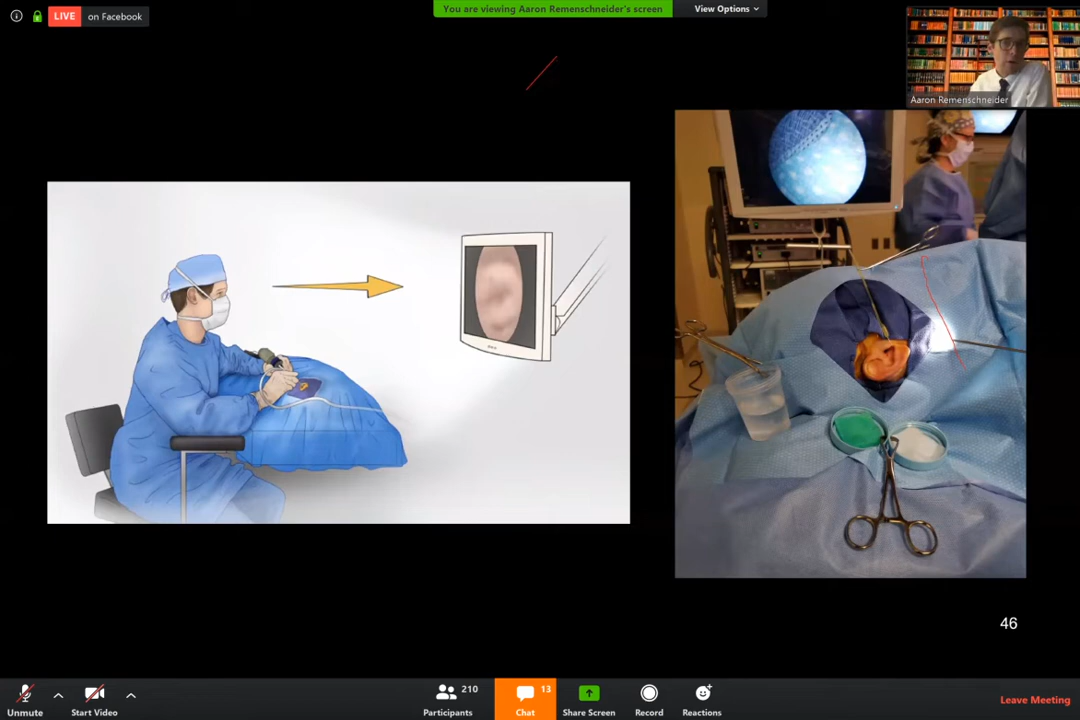 LIVE on Facebook
You are viewing Aaron Remenschneider's screen
View Options
Aaron Remenschneider
46
Unmute
Start Video
Participants 210
Chat 13
Share Screen
Record
Reactions
Leave Meeting